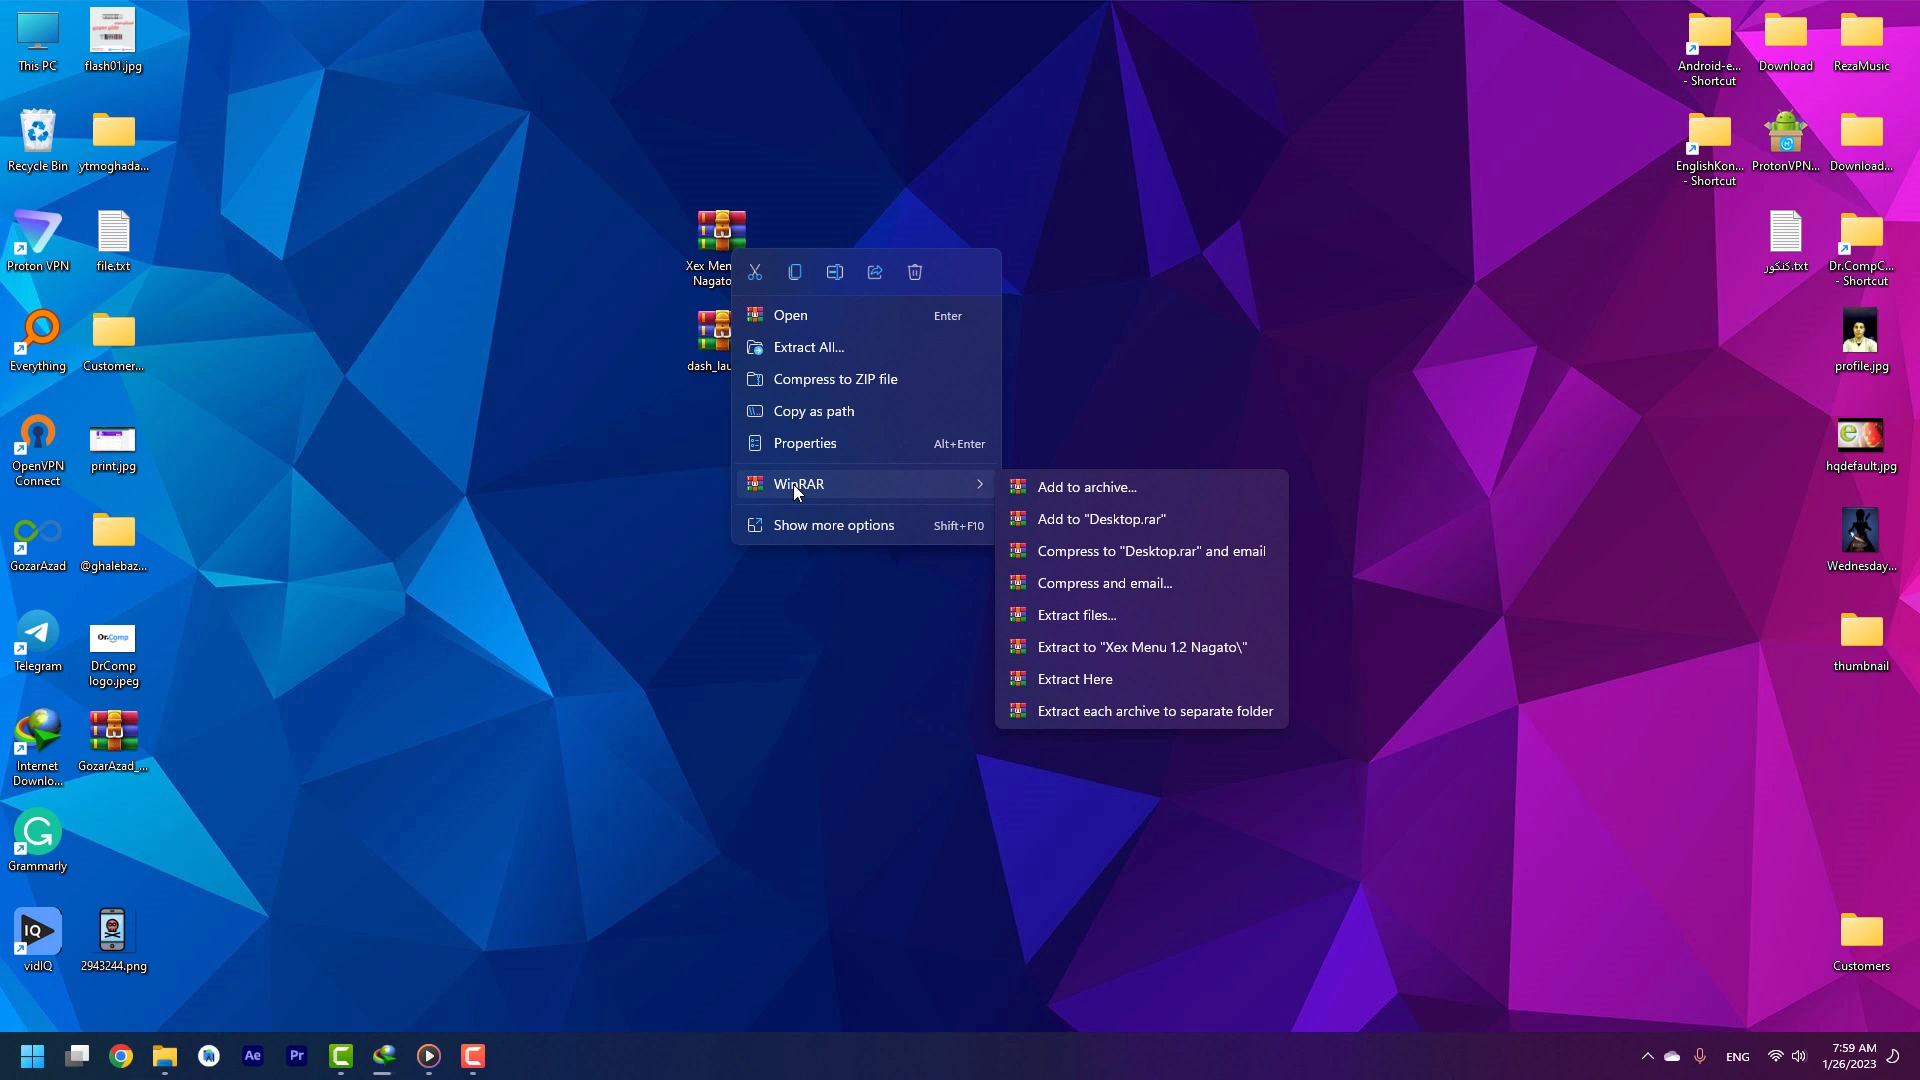 This PC
flash01.jpg
Recycle Bin
ytmoghada...
Proton VPN
file.txt
Everything
Customer...
OpenVPN
Connect
print.jpg
GozarAzad
@ghalebaz...
Telegram
Dr.Comp
DrComp
logo.jpeg
Internet
Downlo...
GozarAzad_...
Grammarly
IQ
vidIQ
2943244.png
Xex Men
Nagato
dash_lau
Open
Enter
Extract All...
Compress to ZIP file
Copy as path
Properties
Alt+Enter
WinRAR
Show more options
Shift+F10
Add to archive...
Add to "Desktop.rar"
Compress to "Desktop.rar" and email
Compress and email...
Extract files...
Extract to "Xex Menu 1.2 Nagato\"
Extract Here
Extract each archive to separate folder
Android-e...
- Shortcut
Download
RezaMusic
EnglishKon...
- Shortcut
ProtonVPN...
Download...
کنکور.txt
Dr.CompC...
- Shortcut
profile.jpg
hqdefault.jpg
Wednesday...
thumbnail
Customers
Ae
Pr
ENG
7:59 AM
1/26/2023